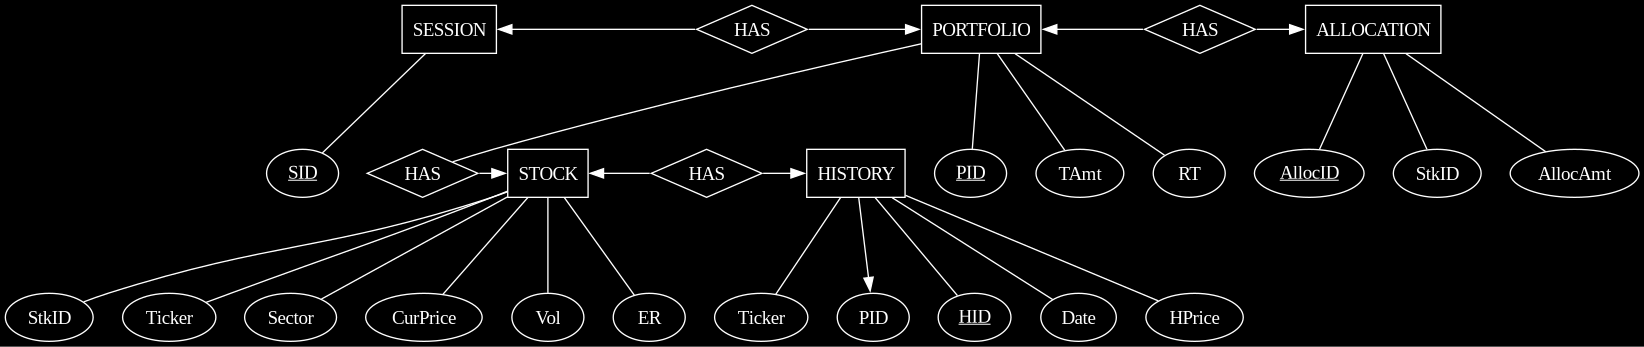 SESSION
HAS
PORTFOLIO
HAS
ALLOCATION
SID
HAS
STOCK
HAS
HISTORY
PID
TAmt
RT
AllocID
StkID
AllocAmt
StkID
Ticker
Sector
CurPrice
Vol
ER
Ticker
PID
HID
Date
HPrice